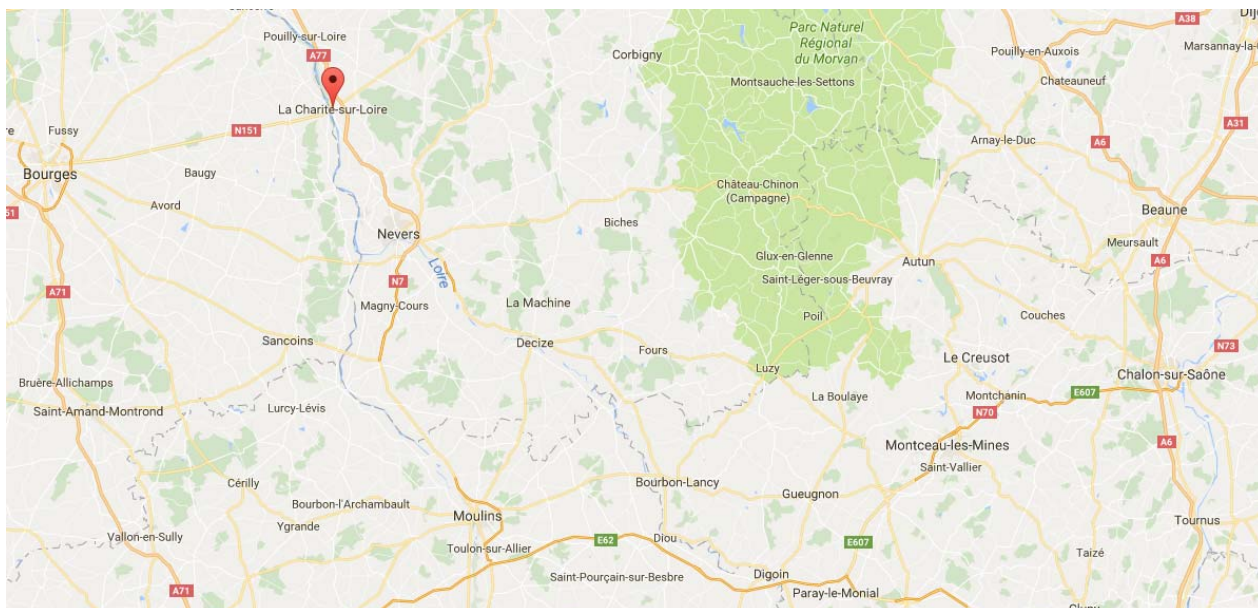 Pouilly-sur-Loire
A77
Corbigny
Parc Naturel
Régional
du Morvan
A38
Pouilly-en-Auxois
Marsannay-la-
Montsauche-les-Settons
Chateauneuf
La Charité-sur-Loire
Fussy
N151
A31
Arnay-le-Duc
A6
Bourges
Baugy
Château-Chinon
(Campagne)
Avord
Beaune
51
Biches
Nevers
Meursault
Loire
Glux-en-Glenne
Autun
A6
N7
Saint-Léger-sous-Beuvray
A71
Magny-Cours
La Machine
Poil
Couches
Sancoins
Decize
Fours
N73
Le Creusot
Luzy
Chalon-sur-Saône
Bruère-Allichamps
La Boulaye
Montchanin
E607
Saint-Amand-Montrond
Lurcy-Lévis
N70
Montceau-les-Mines
A6
Saint-Vallier
Cérilly
Bourbon-Lancy
Gueugnon
Bourbon-l'Archambault
Moulins
Ygrande
Tournus
Vallon-en-Sully
E62
Diou
E607
Toulon-sur-Allier
Taizé
Saint-Pourçain-sur-Besbre
Digoin
A71
Paray-le-Monial